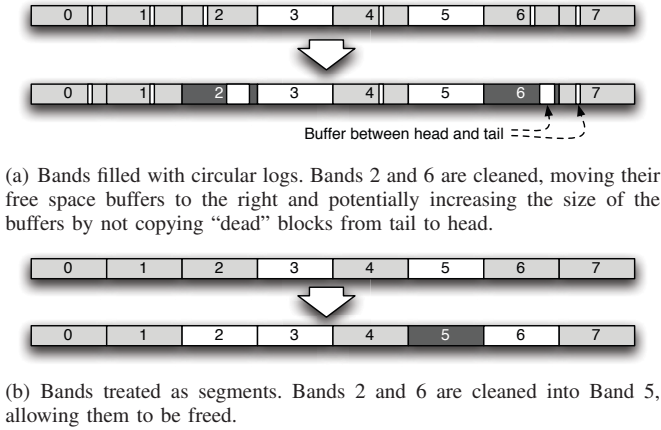 0 1 2 3 4 5 6 7
0 1 2 3 4 5 6 7
Buffer between head and tail
(a) Bands filled with circular logs. Bands 2 and 6 are cleaned, moving their
free space buffers to the right and potentially increasing the size of the
buffers by not copying “dead” blocks from tail to head.
0 1 2 3 4 5 6 7
0 1 2 3 4 5 6 7
(b) Bands treated as segments. Bands 2 and 6 are cleaned into Band 5,
allowing them to be freed.